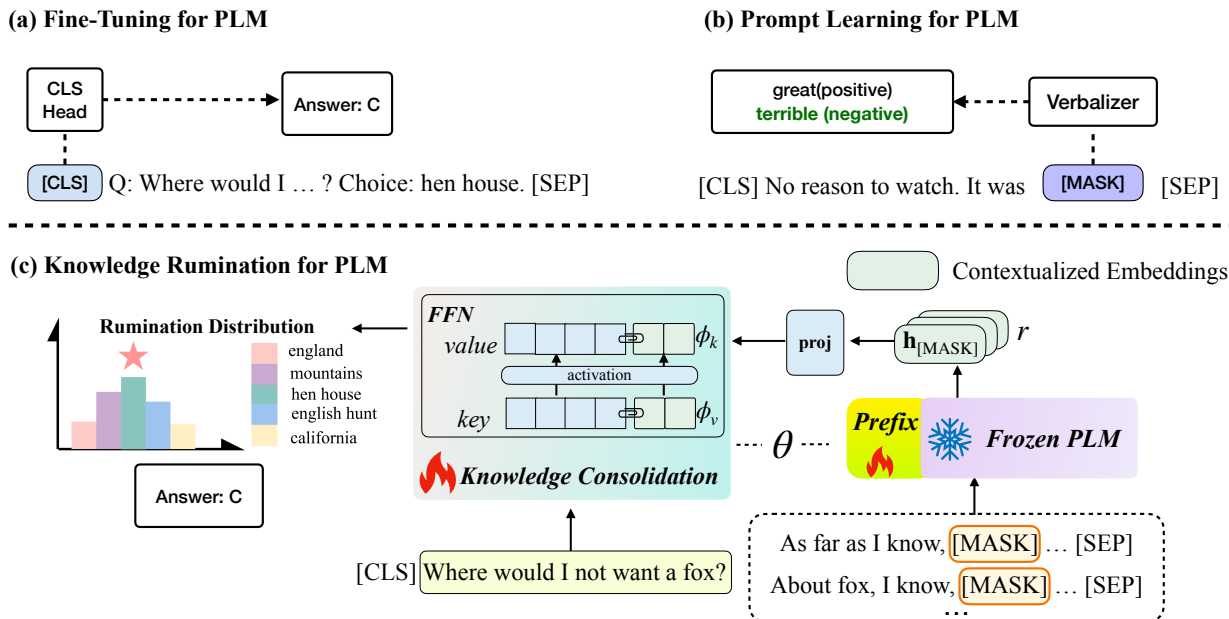 (a) Fine-Tuning for PLM
CLS
Head
Answer: C
[CLS] Q: Where would I … ? Choice: hen house. [SEP]
(b) Prompt Learning for PLM
great(positive)
terrible (negative)
Verbalizer
[CLS] No reason to watch. It was [MASK] [SEP]
(c) Knowledge Rumination for PLM
Contextualized Embeddings
Rumination Distribution
england
mountains
hen house
english hunt
california
Answer: C
FFN
value
ϕk
activation
key
ϕv
Knowledge Consolidation
[CLS] Where would I not want a fox?
proj
h[MASK]
r
θ
Prefix
Frozen PLM
As far as I know, [MASK] … [SEP]
About fox, I know, [MASK] … [SEP]
…